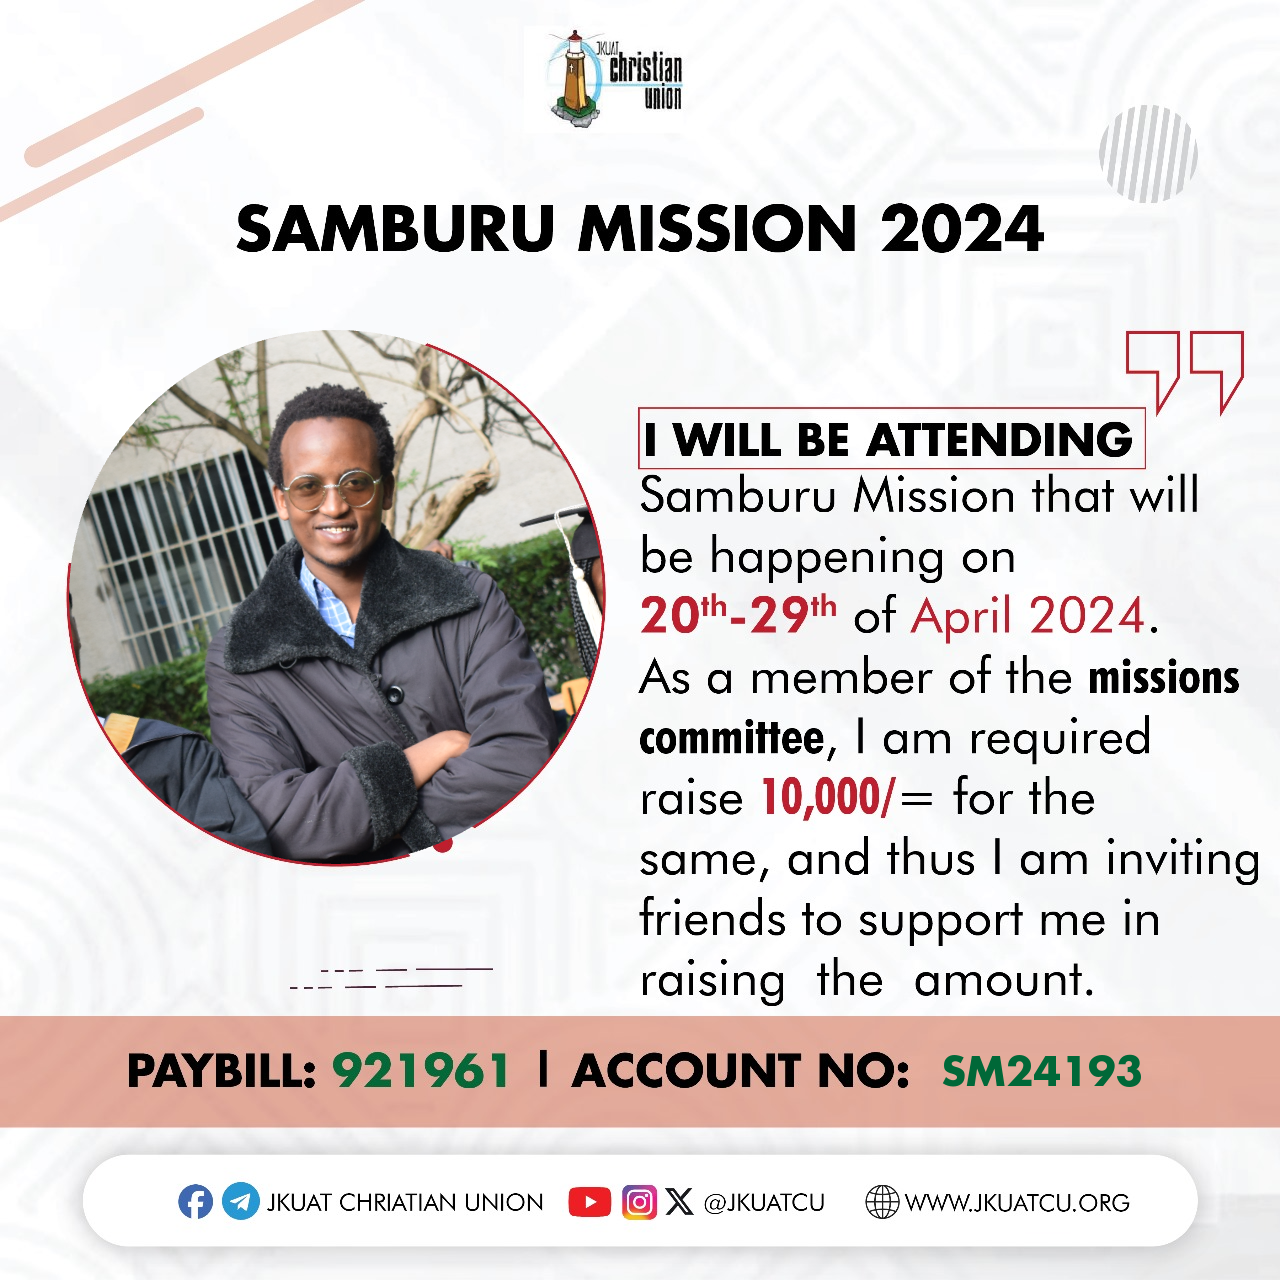 JKUAT
christian
union
SAMBURU MISSION 2024
I WILL BE ATTENDING
Samburu Mission that will
be happening on
20th-29th of April 2024.
As a member of the missions
committee, I am required
raise 10,000/= for the
same, and thus I am inviting
friends to support me in
raising the amount.
PAYBILL: 921961 | ACCOUNT NO: SM24193
JKUAT CHRIATIAN UNION @JKUATCU WWW.JKUATCU.ORG